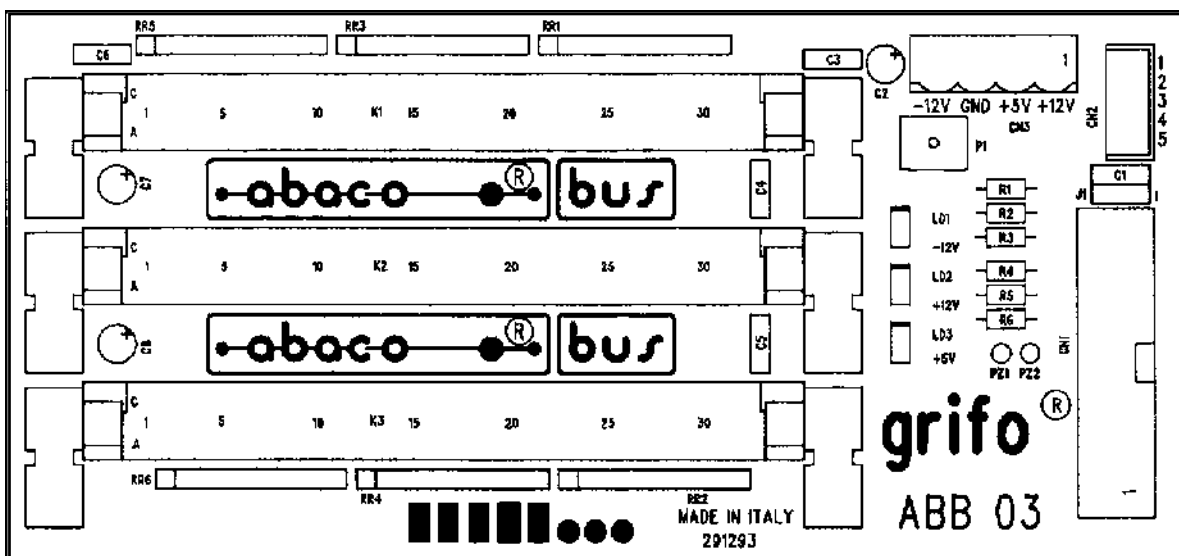 RR5 RR3 RR1
C6
C3
C2
1
-12V GND +5V +12V
CN3
CN2
1
2
3
4
5
P1
C
1 5 10 K1 15 20 25 30
A
C7
abaco ® bus
C4
C1
J1 1
R1
R2
R3
R4
R5
R6
LD1
-12V
LD2
+12V
LD3
+5V
PZ1 PZ2
CN1
1
C
1 5 10 K2 15 20 25 30
A
C8
abaco ® bus
C5
C
1 5 10 K3 15 20 25 30
A
grifo ®
RR6 RR4 RR2
MADE IN ITALY
291293
ABB 03